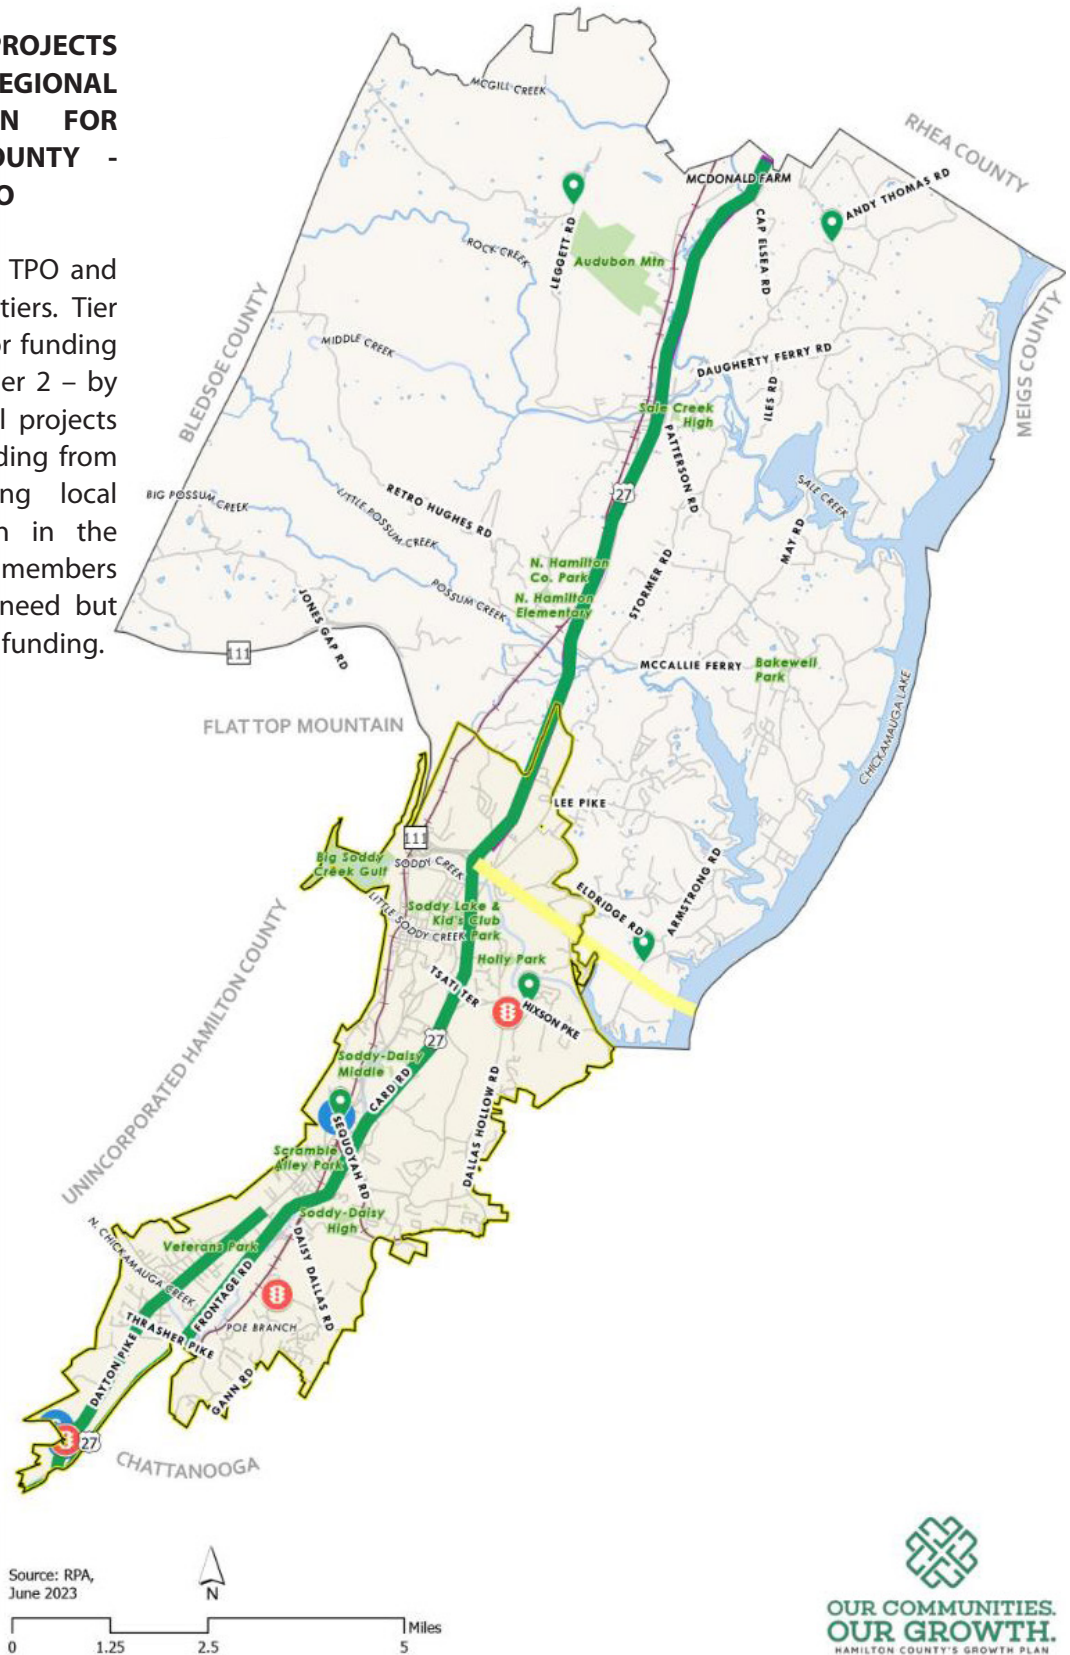 PROJECTS
EGIONAL
N FOR
OUNTY -
O
TPO and
tiers. Tier
or funding
er 2 – by
l projects
ding from
ng local
n in the
members
need but
funding.
MCGILL CREEK
RHEA COUNTY
MCDONALD FARM
ANDY THOMAS RD
LEGGETT RD
CAP ELSEA RD
ROCK CREEK
Audubon Mtn
BLEDSOE COUNTY
MEIGS COUNTY
MIDDLE CREEK
DAUGHERTY FERRY RD
ILES RD
Sale Creek
High
PATTERSON RD
27
SALE CREEK
BIG POSSUM CREEK
RETRO HUGHES RD
LITTLE POSSUM CREEK
MAY RD
N. Hamilton
Co. Park
STORMER RD
POSSUM CREEK
N. Hamilton
Elementary
JONES GAP RD
111
MCCALLIE FERRY
Bakewell
Park
CHICKAMAUGA LAKE
FLAT TOP MOUNTAIN
LEE PIKE
111
Big Soddy
Creek Gulf
SODDY CREEK
ELDRIDGE RD
ARMSTRONG RD
LITTLE SODDY CREEK
Soddy Lake &
Kid's Club
Park
Holly Park
TSATI TER
HIXSON PKE
UNINCORPORATED HAMILTON COUNTY
27
Soddy-Daisy
Middle
CARD RD
DALLAS HOLLOW RD
SEQUOYAH RD
Scramble
Alley Park
Soddy-Daisy
High
N. CHICKAMAUGA CREEK
Veterans Park
FRONTAGE RD
DAISY DALLAS RD
THRASHER PIKE
POE BRANCH
DAYTON PIKE
GANN RD
27
CHATTANOOGA
Source: RPA,
June 2023
N
Miles
0 1.25 2.5 5
OUR COMMUNITIES.
OUR GROWTH.
HAMILTON COUNTY'S GROWTH PLAN